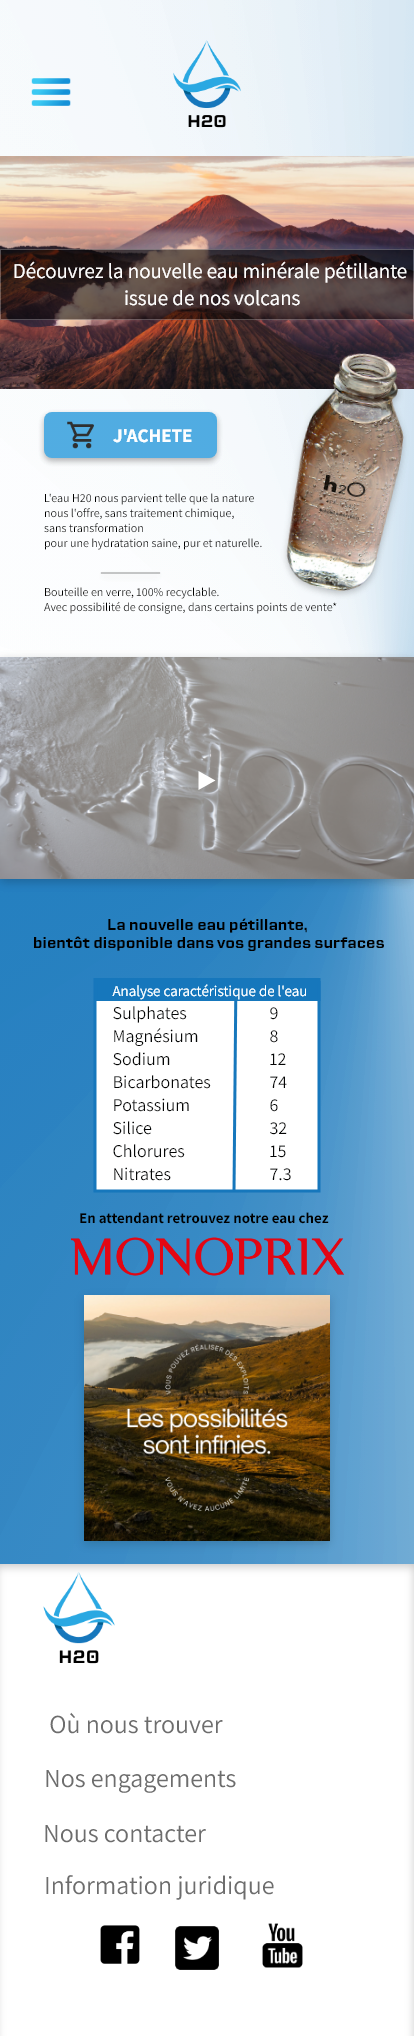 H20
Découvrez la nouvelle eau minérale pétillante
issue de nos volcans
J'ACHETE
h2O
L'eau H20 nous parvient telle que la nature
nous l'offre, sans traitement chimique,
sans transformation
pour une hydratation saine, pur et naturelle.
Bouteille en verre, 100% recyclable.
Avec possibilité de consigne, dans certains points de vente*
H2O
La nouvelle eau pétillante,
bientôt disponible dans vos grandes surfaces
Analyse caractéristique de l'eau
Sulphates 9
Magnésium 8
Sodium 12
Bicarbonates 74
Potassium 6
Silice 32
Chlorures 15
Nitrates 7.3
En attendant retrouvez notre eau chez
MONOPRIX
VOUS POUVEZ RÉALISER DES EXPLOITS
Les possibilités
sont infinies.
VOUS N'AVEZ AUCUNE LIMITE
H20
Où nous trouver
Nos engagements
Nous contacter
Information juridique
You
Tube